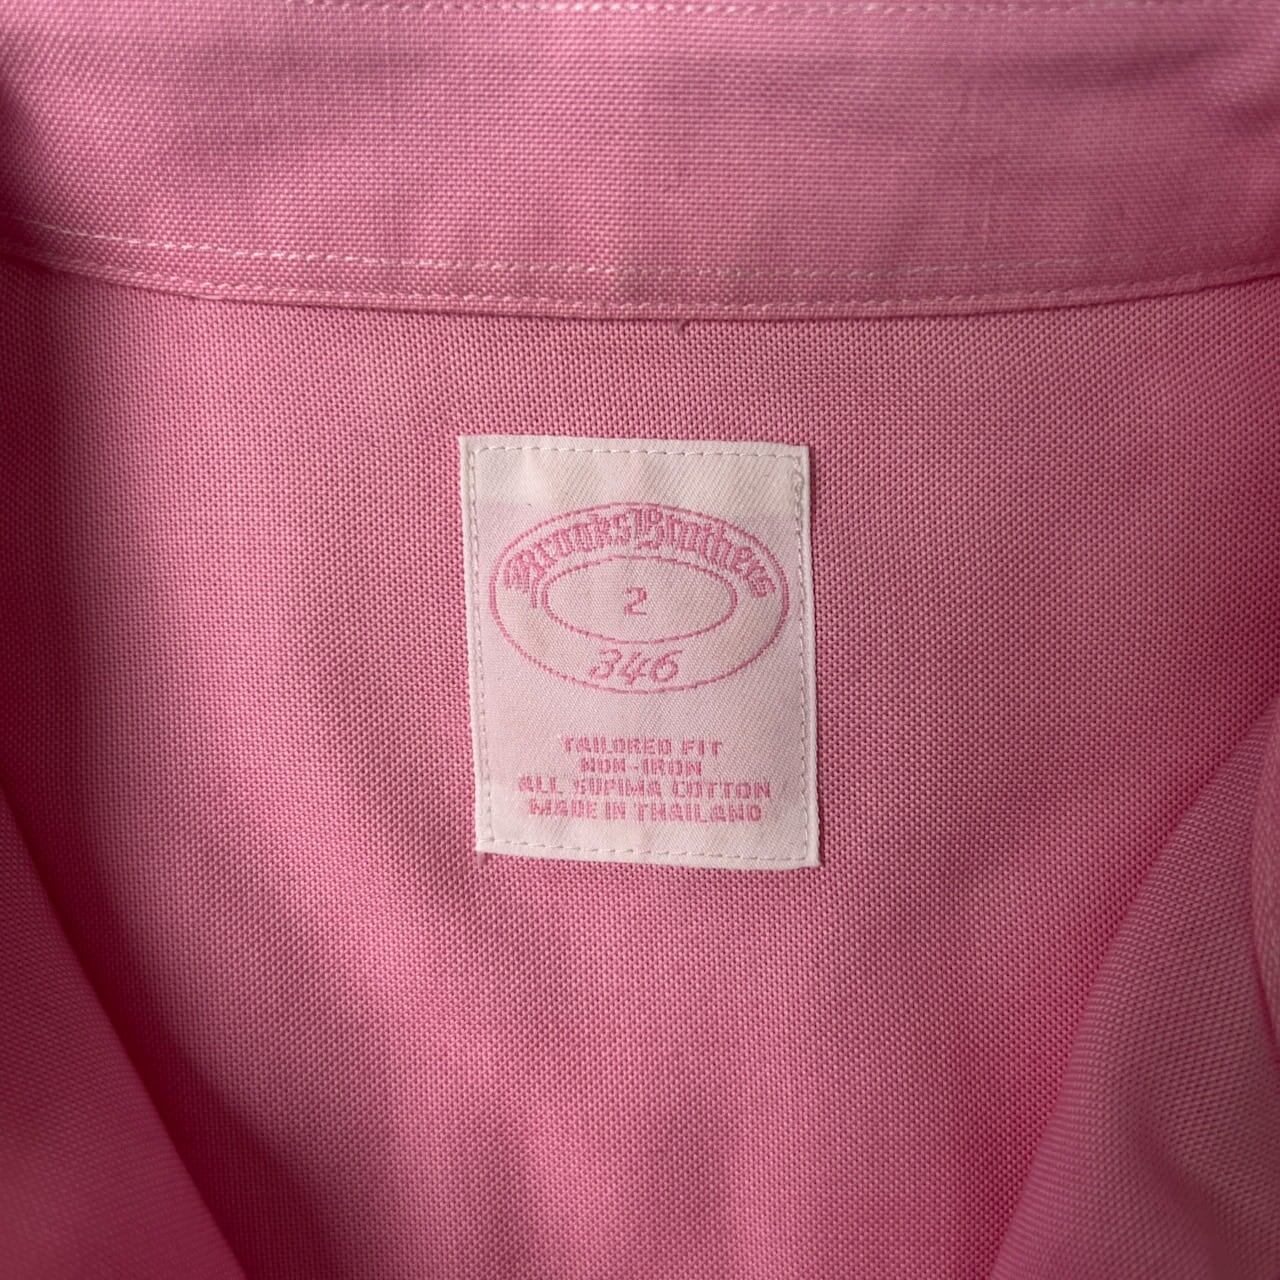 Brooks Brothers
2
346
TAILORED FIT
NON-IRON
ALL SUPIMA COTTON
MADE IN THAILAND